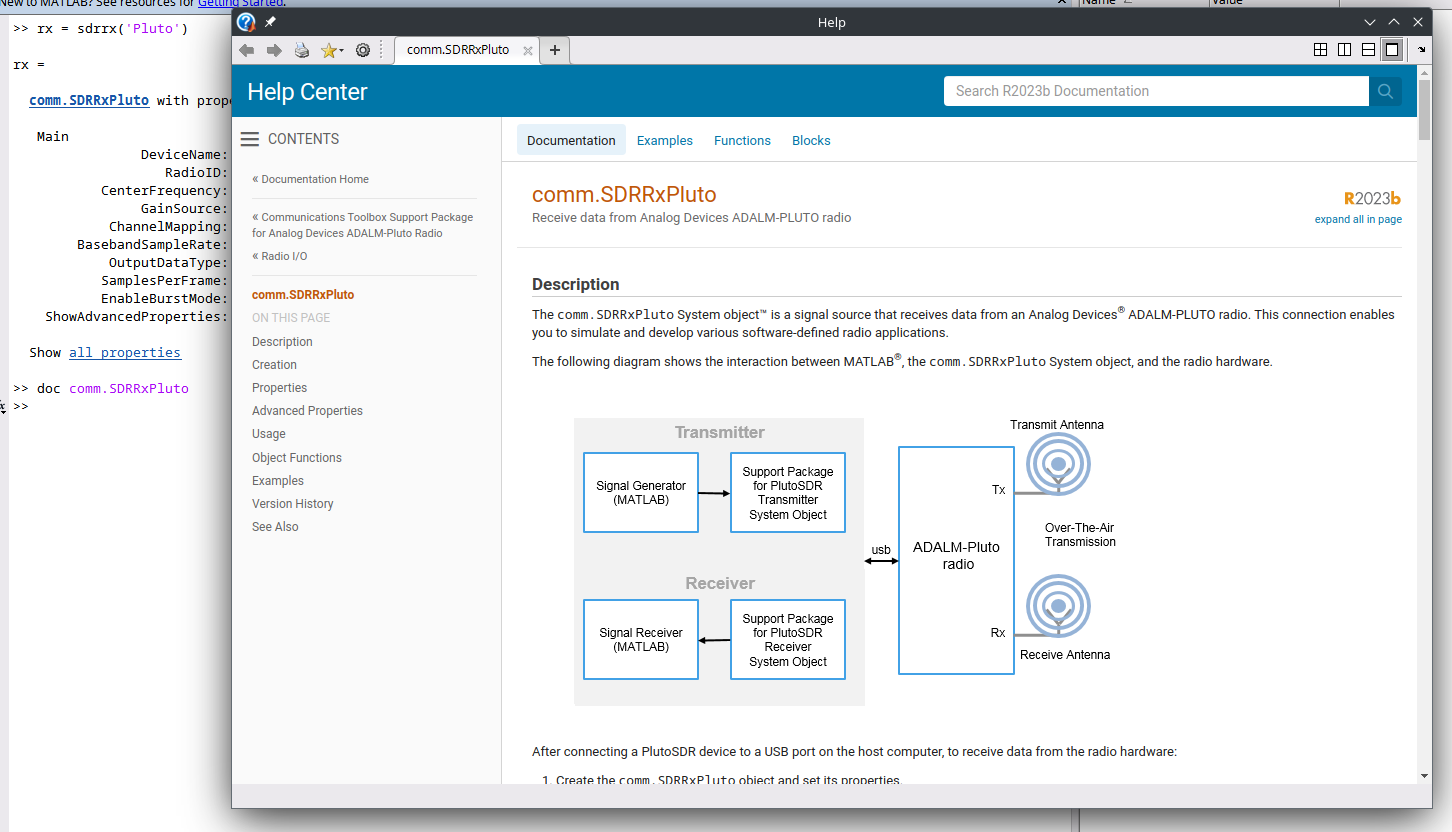 New to MATLAB? See resources for Getting Started.
>> rx = sdrrx('Pluto')
rx =
comm.SDRRxPluto with prope
Main
DeviceName:
RadioID:
CenterFrequency:
GainSource:
ChannelMapping:
BasebandSampleRate:
OutputDataType:
SamplesPerFrame:
EnableBurstMode:
ShowAdvancedProperties:
Show all properties
>> doc comm.SDRRxPluto
>>
Name
Value
Help
comm.SDRRxPluto
Help Center
Search R2023b Documentation
CONTENTS
« Documentation Home
« Communications Toolbox Support Package
for Analog Devices ADALM-Pluto Radio
« Radio I/O
comm.SDRRxPluto
ON THIS PAGE
Description
Creation
Properties
Advanced Properties
Usage
Object Functions
Examples
Version History
See Also
Documentation Examples Functions Blocks
comm.SDRRxPluto
Receive data from Analog Devices ADALM-PLUTO radio
R2023b
expand all in page
Description
The comm.SDRRxPluto System object™ is a signal source that receives data from an Analog Devices® ADALM-PLUTO radio. This connection enables
you to simulate and develop various software-defined radio applications.
The following diagram shows the interaction between MATLAB®, the comm.SDRRxPluto System object, and the radio hardware.
Transmitter
Signal Generator
(MATLAB)
Support Package
for PlutoSDR
Transmitter
System Object
Receiver
Signal Receiver
(MATLAB)
Support Package
for PlutoSDR
Receiver
System Object
usb
ADALM-Pluto
radio
Tx
Rx
Transmit Antenna
Over-The-Air
Transmission
Receive Antenna
After connecting a PlutoSDR device to a USB port on the host computer, to receive data from the radio hardware:
1. Create the comm.SDRRxPluto object and set its properties.